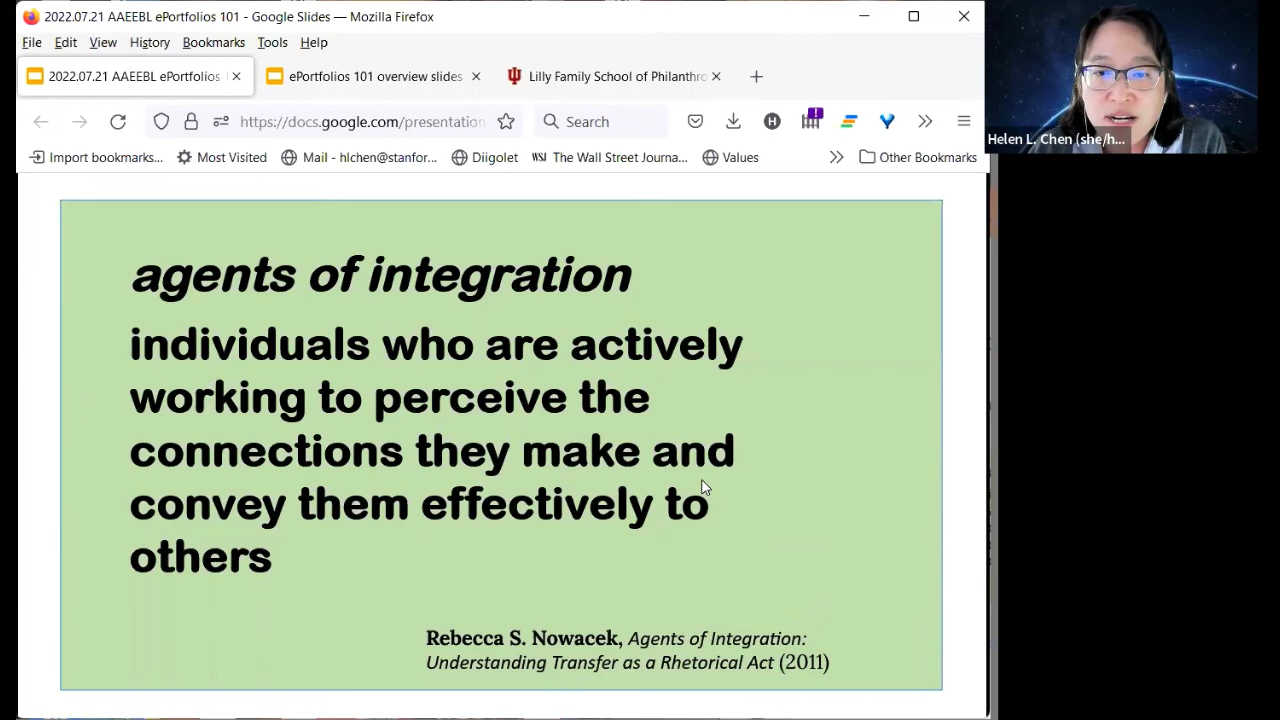 2022.07.21 AAEEBL ePortfolios 101 - Google Slides — Mozilla Firefox
File Edit View History Bookmarks Tools Help
2022.07.21 AAEEBL ePortfolios
ePortfolios 101 overview slides
Lilly Family School of Philanthro
https://docs.google.com/presentation
Search
Import bookmarks... Most Visited Mail - hlchen@stanfor... Diigolet WSJ The Wall Street Journa... Values Other Bookmarks
Helen L. Chen (she/h...
agents of integration
individuals who are actively
working to perceive the
connections they make and
convey them effectively to
others
Rebecca S. Nowacek, Agents of Integration:
Understanding Transfer as a Rhetorical Act (2011)